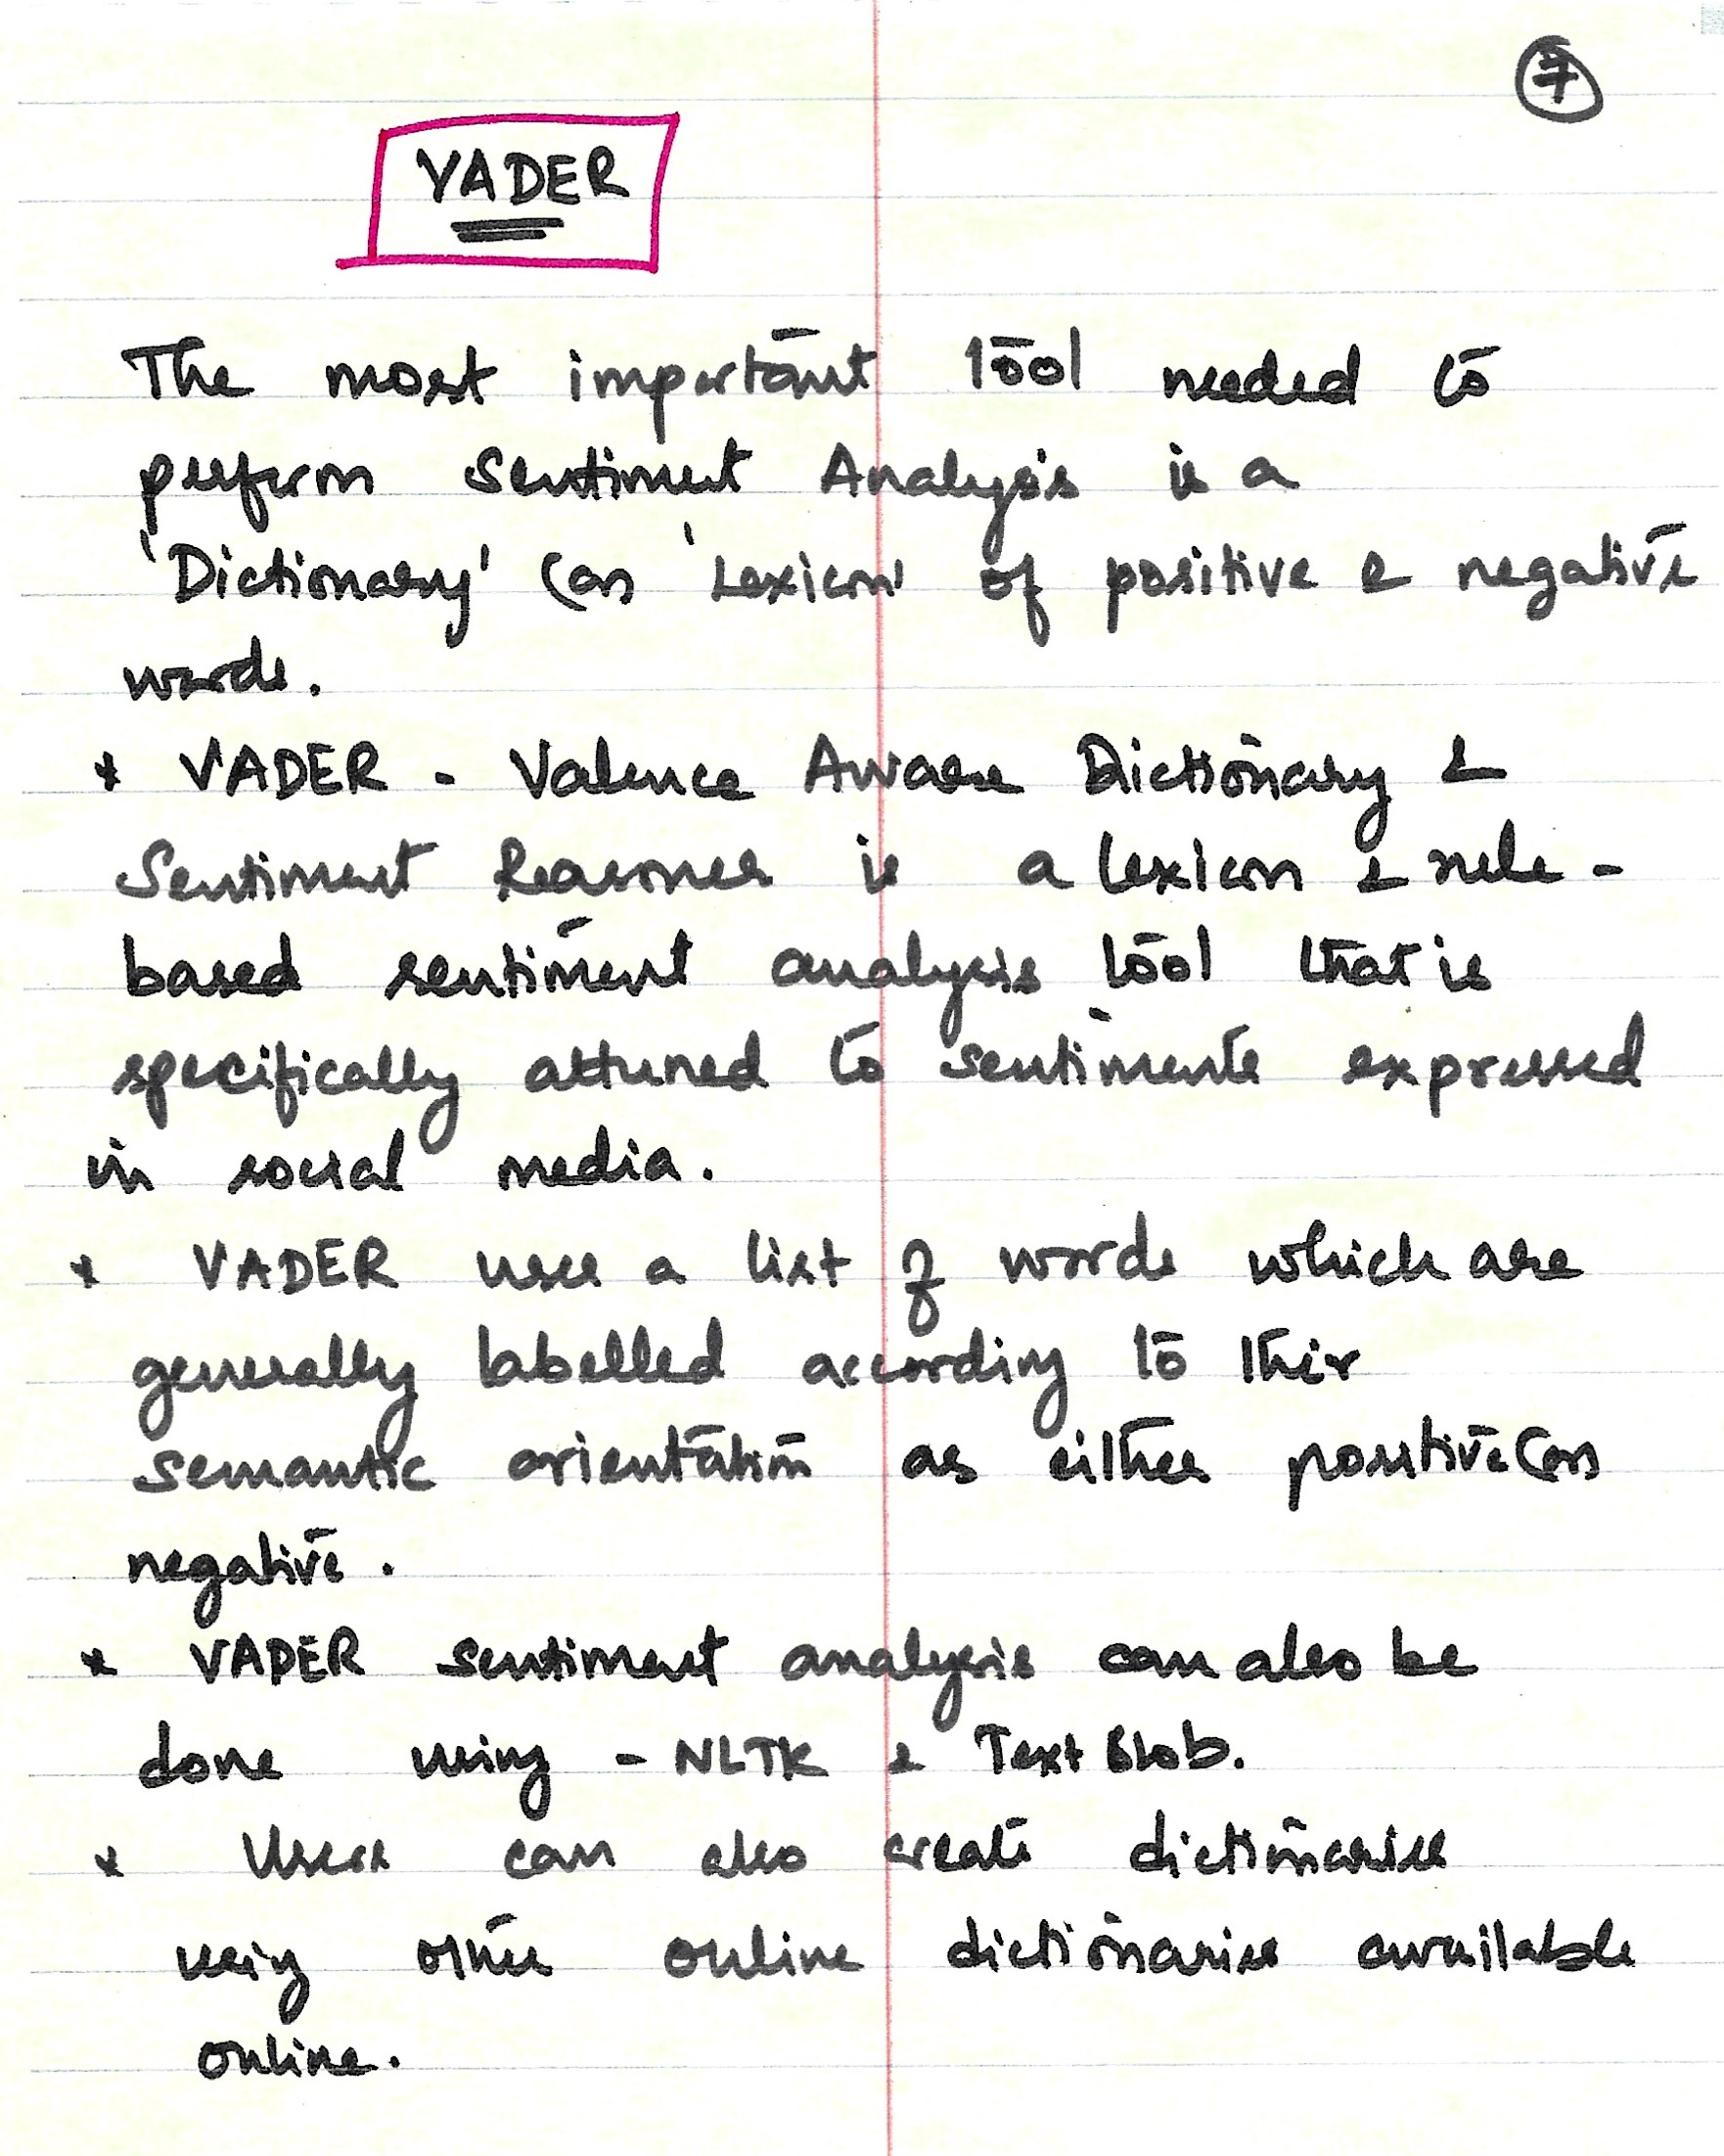 7
VADER
The most important tool needed to
perform Sentiment Analysis is a
'Dictionary' (or) 'Lexicon' of positive & negative
words.
* VADER - Valence Aware Dictionary &
Sentiment Reasoner is a lexicon & rule-
based sentiment analysis tool that is
specifically attuned to sentiments expressed
in social media.
* VADER uses a list of words which are
generally labelled according to their
semantic orientation as either positive (or)
negative.
* VADER sentiment analysis can also be
done using - NLTK & Text Blob.
* Users can also create dictionaries
using other online dictionaries available
online.